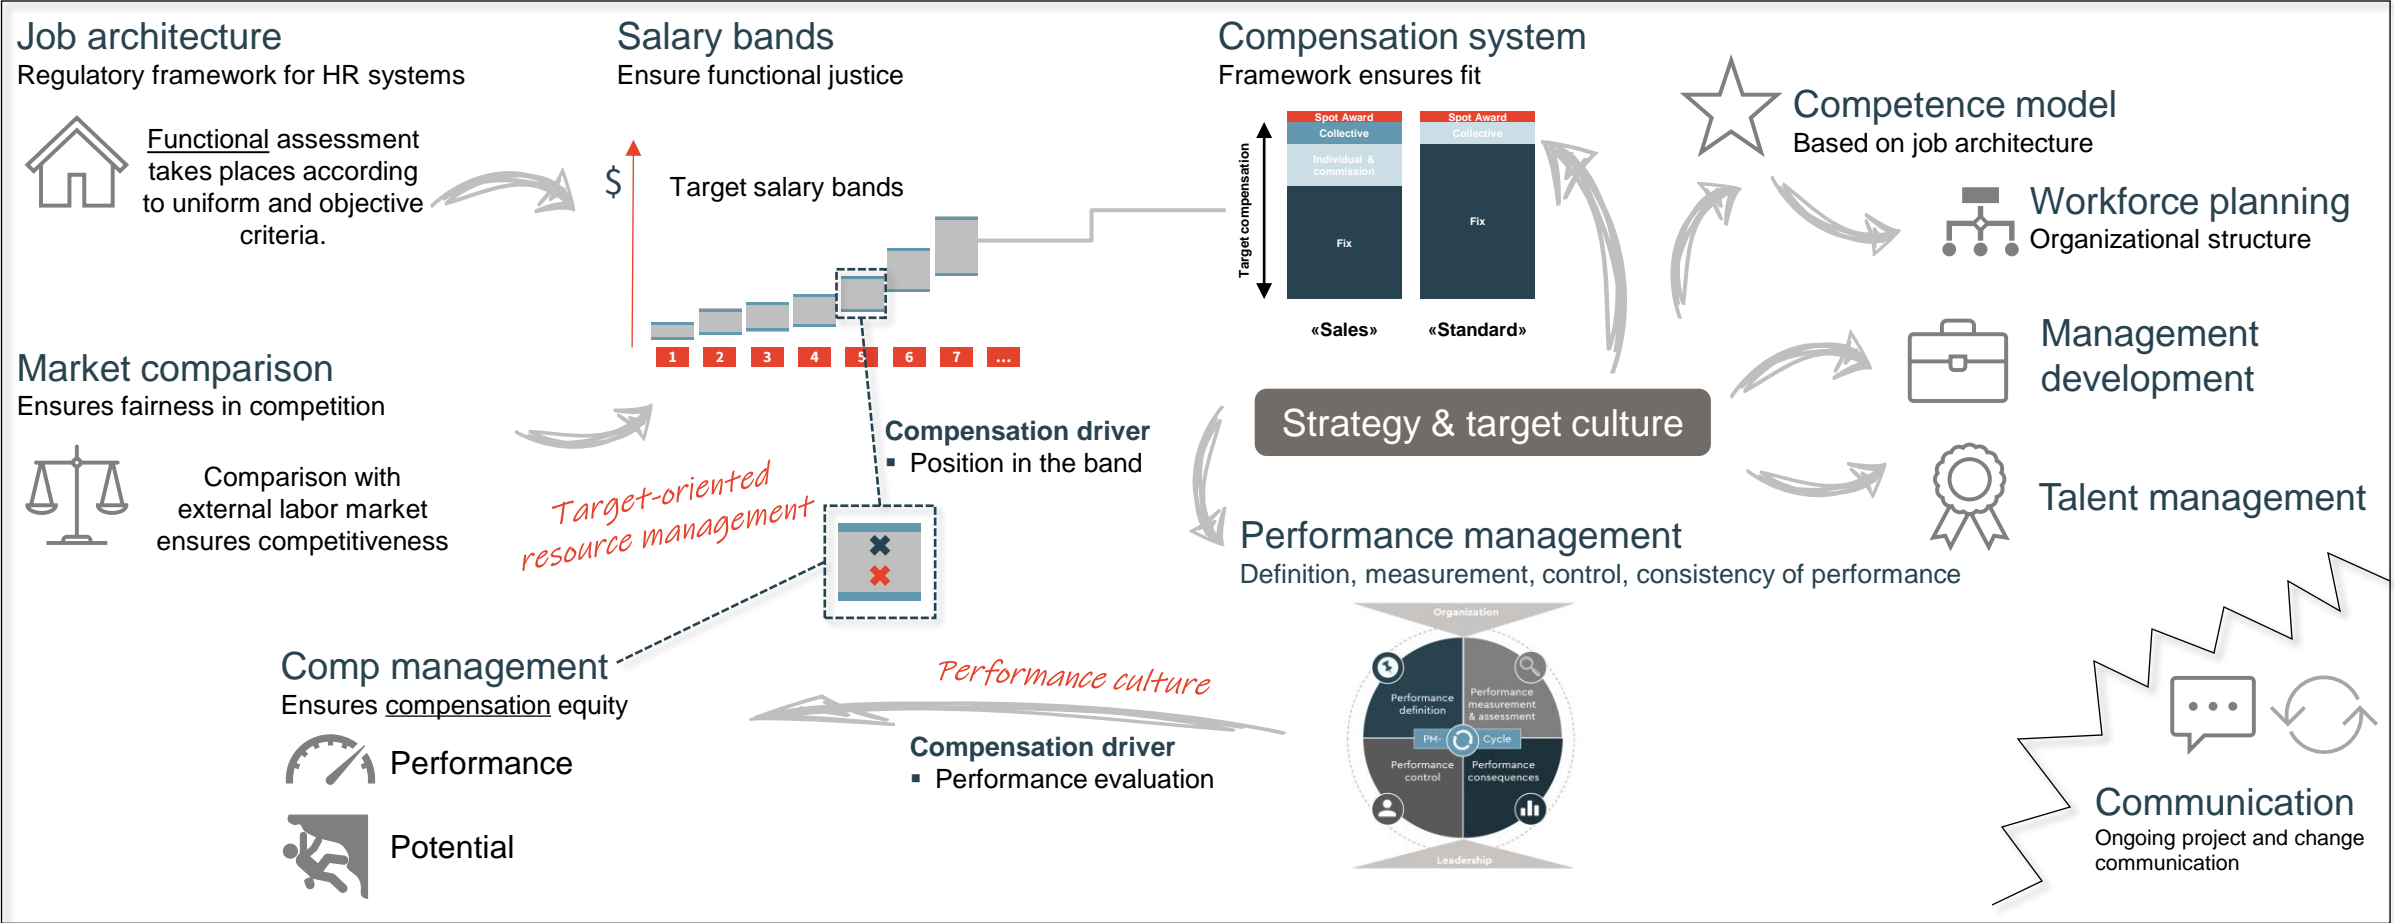 Job architecture
Regulatory framework for HR systems
Functional assessment
takes places according
to uniform and objective
criteria.
Market comparison
Ensures fairness in competition
Comparison with
external labor market
ensures competitiveness
Salary bands
Ensure functional justice
$
Target salary bands
1 2 3 4 5 6 7 ...
Compensation driver
▪ Position in the band
Target-oriented
resource management
Comp management
Ensures compensation equity
Performance
Potential
Performance culture
Compensation driver
▪ Performance evaluation
Compensation system
Framework ensures fit
Target compensation
Spot Award
Collective
Individual &
commission
Fix
«Sales»
Spot Award
Collective
Fix
«Standard»
Strategy & target culture
Performance management
Definition, measurement, control, consistency of performance
Organization
Performance
definition
Performance
measurement
& assessment
PM- Cycle
Performance
control
Performance
consequences
Leadership
Competence model
Based on job architecture
Workforce planning
Organizational structure
Management
development
Talent management
Communication
Ongoing project and change
communication